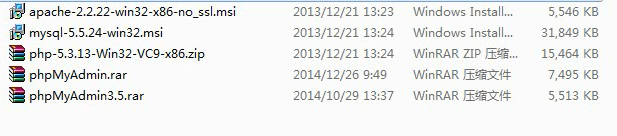 apache-2.2.22-win32-x86-no_ssl.msi 2013/12/21 13:23 Windows Install... 5,546 KB
mysql-5.5.24-win32.msi 2013/12/21 13:24 Windows Install... 31,849 KB
php-5.3.13-Win32-VC9-x86.zip 2013/12/21 13:24 WinRAR ZIP 压缩... 15,464 KB
phpMyAdmin.rar 2014/12/26 9:49 WinRAR 压缩文件 7,495 KB
phpMyAdmin3.5.rar 2014/10/29 13:37 WinRAR 压缩文件 5,513 KB